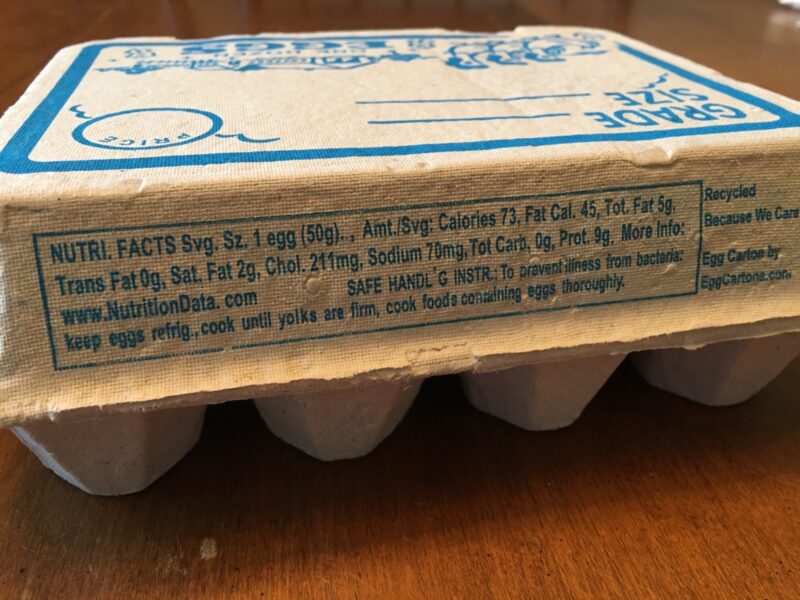 EGGS
PRICE
GRADE
SIZE
NUTRI. FACTS Svg. Sz. 1 egg (50g). ., Amt./Svg: Calories 73, Fat Cal. 45, Tot. Fat 5g,
Trans Fat 0g, Sat. Fat 2g, Chol. 211mg, Sodium 70mg, Tot Carb, 0g, Prot. 9g. More Info:
www.NutritionData. com SAFE HANDL'G INSTR.: To prevent illness from bacteria:
keep eggs refrig., cook until yolks are firm, cook foods containing eggs thoroughly.
Recycled
Because We Care
Egg Carton by
EggCartons.com